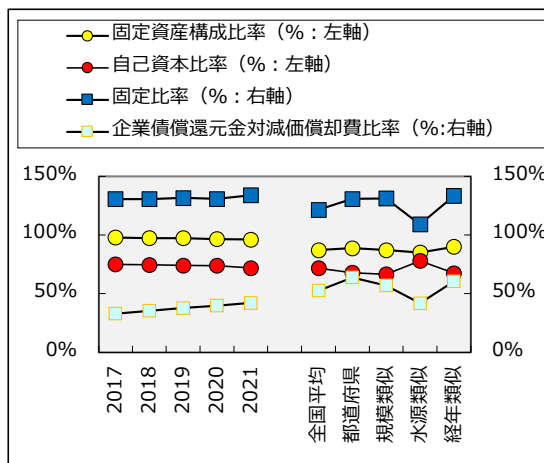 固定資産構成比率（％：左軸）
自己資本比率（％：左軸）
固定比率（％：右軸）
企業債償還元金対減価償却費比率（％:右軸）
150% 150%
100% 100%
50% 50%
0% 0%
2017
2018
2019
2020
2021
全国平均
都道府県
規模類似
水源類似
経年類似